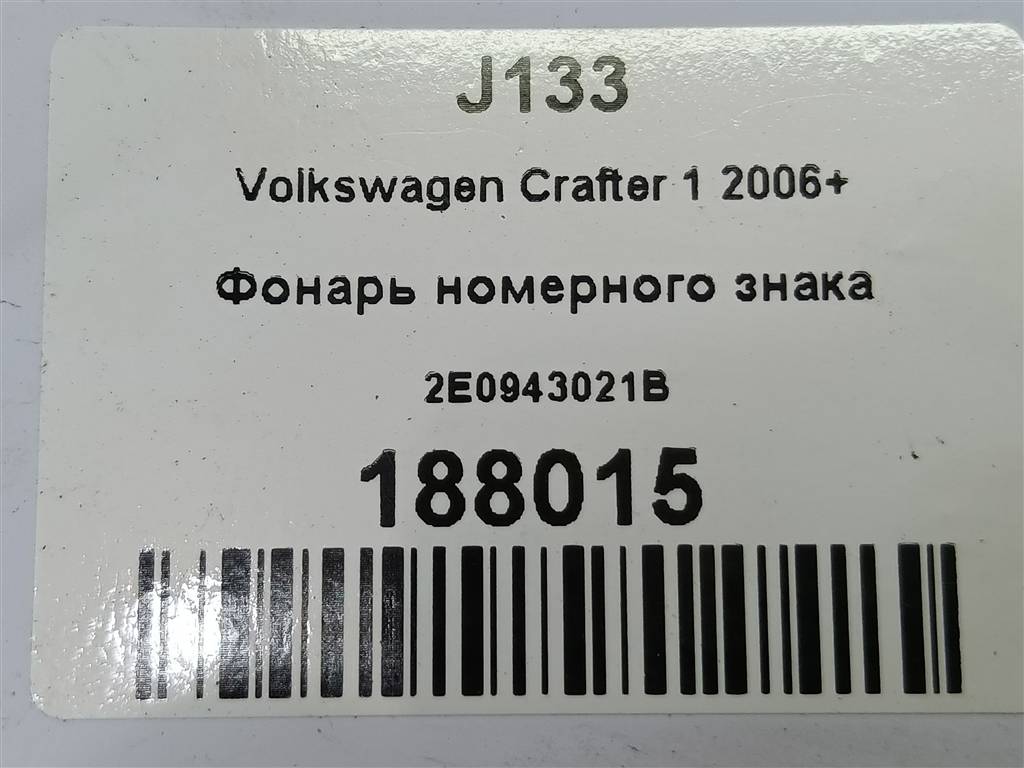 J133
Volkswagen Crafter 1 2006+
Фонарь номерного знака
2E0943021B
188015